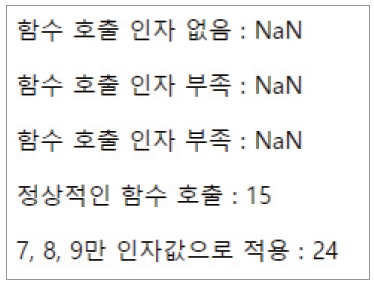 함수 호출 인자 없음 : NaN
함수 호출 인자 부족 : NaN
함수 호출 인자 부족 : NaN
정상적인 함수 호출 : 15
7, 8, 9만 인자값으로 적용 : 24